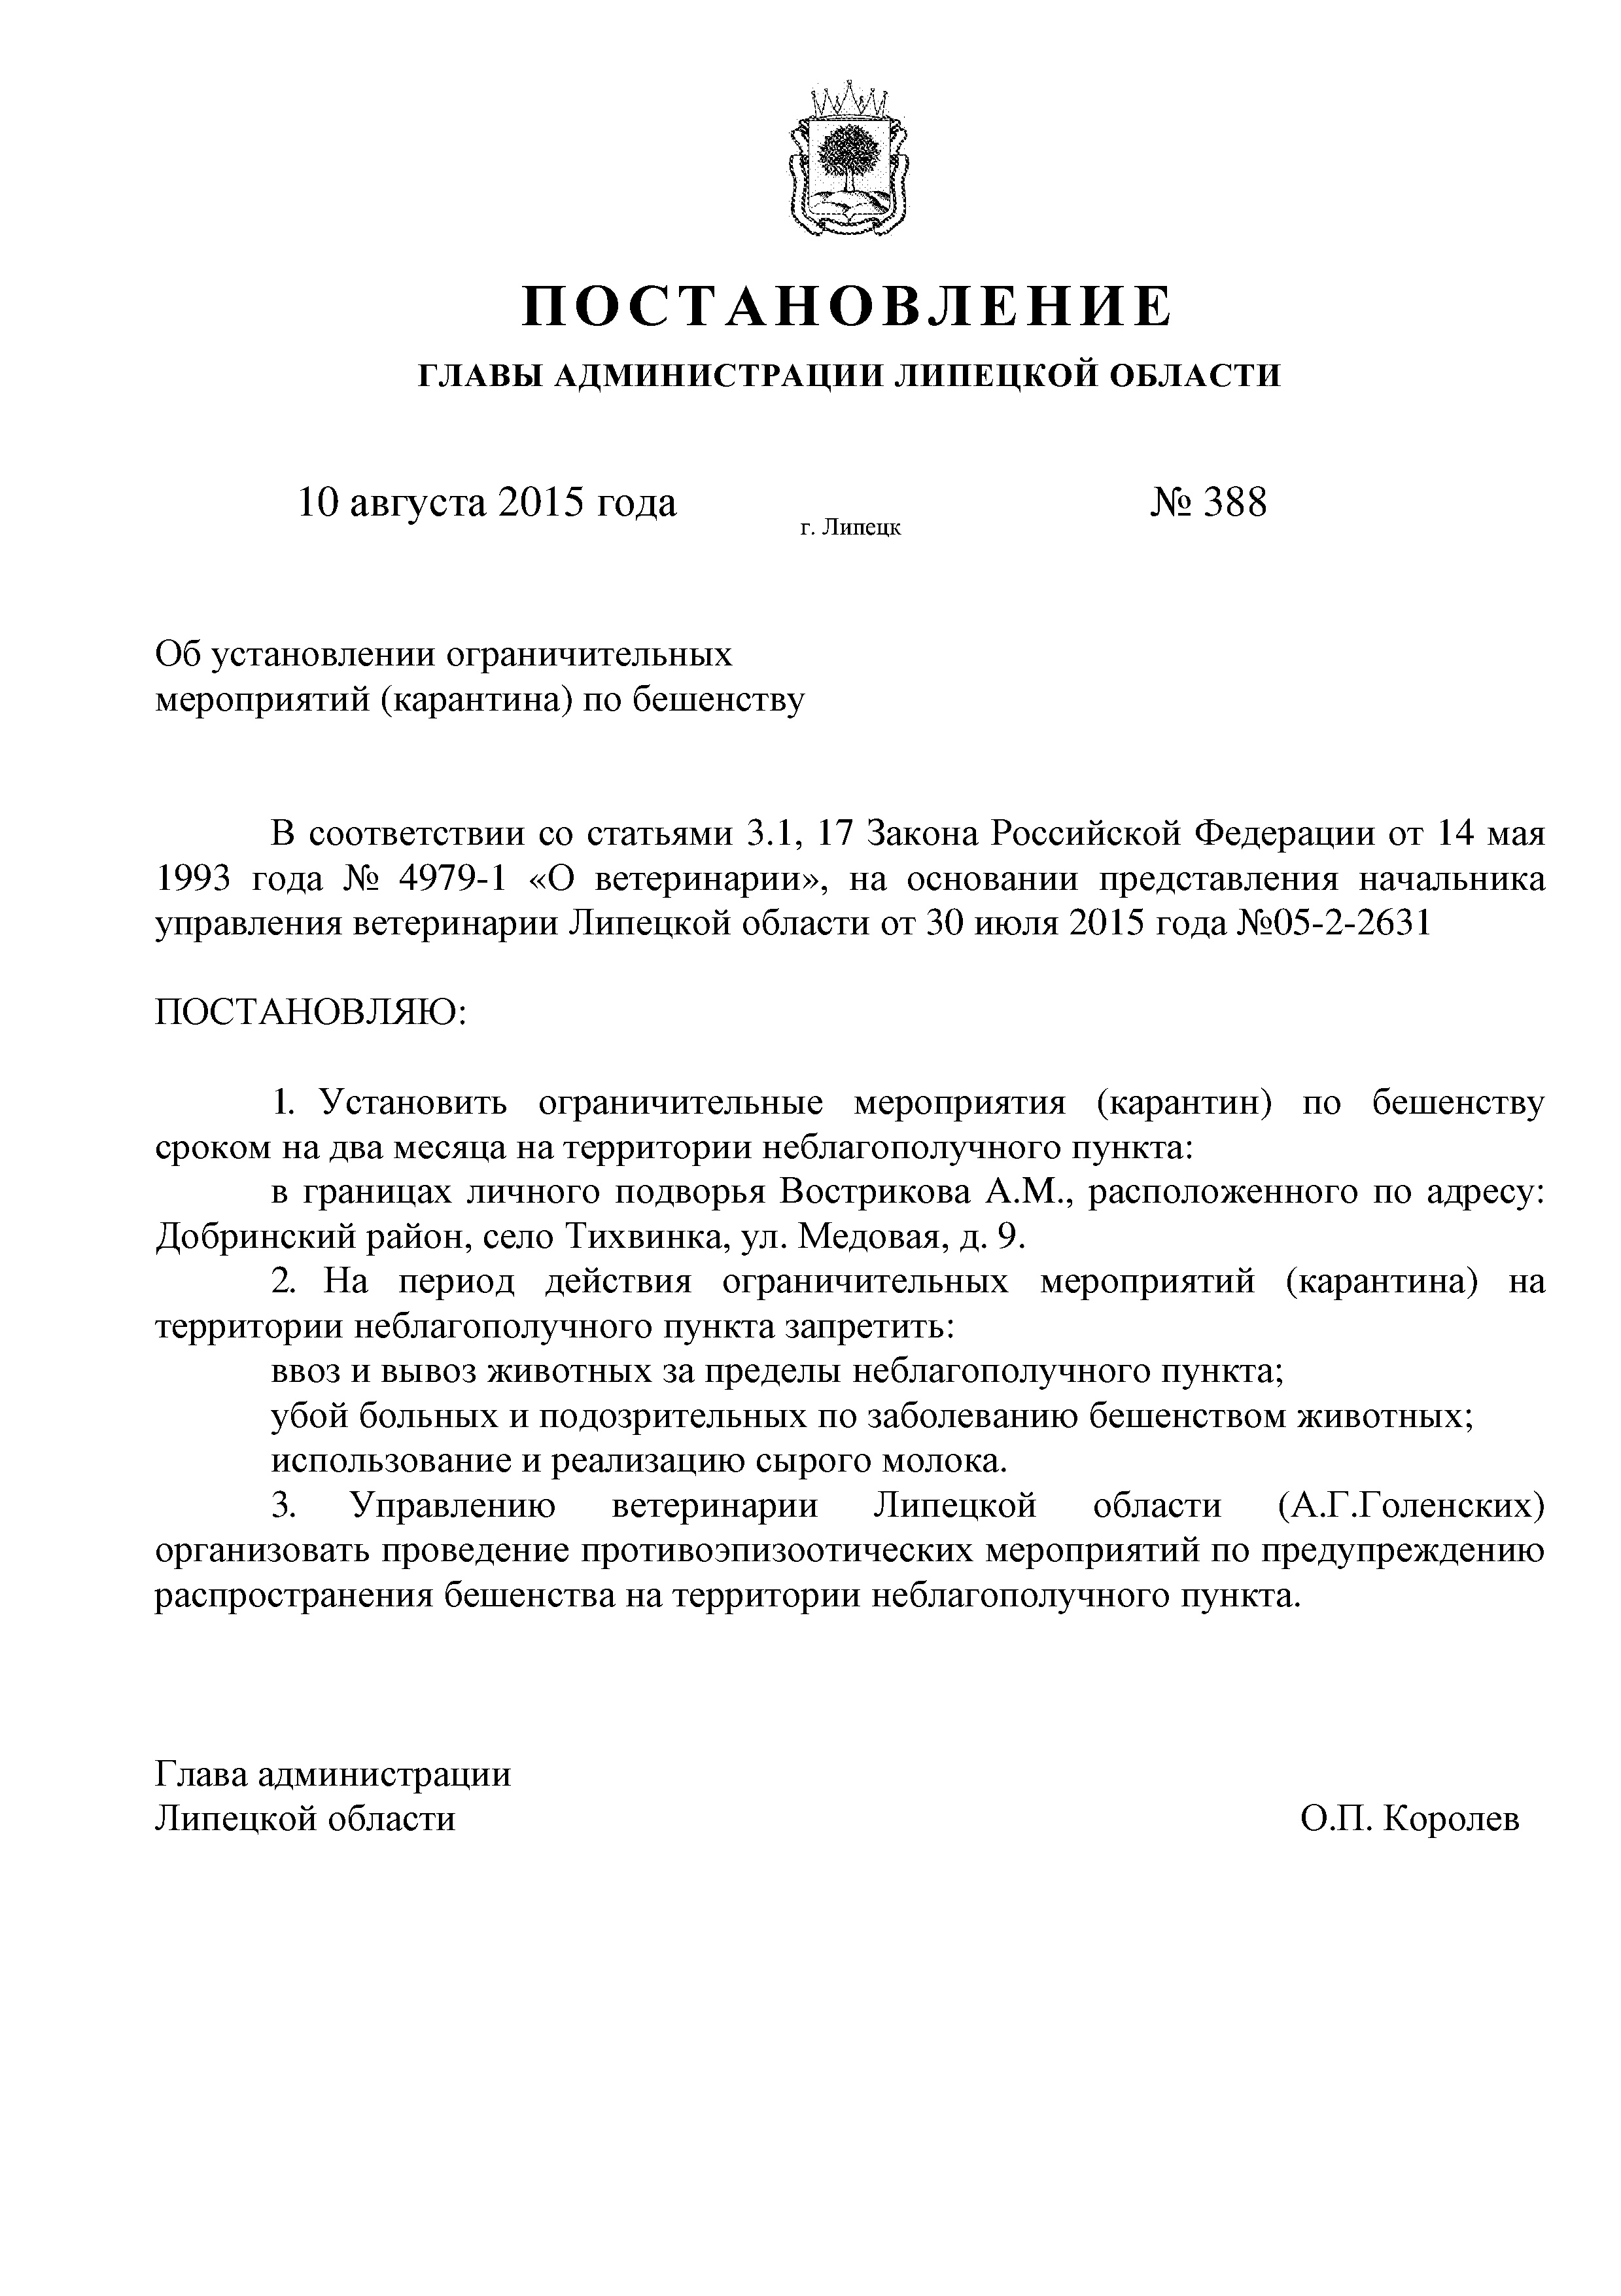 ПОСТАНОВЛЕНИЕ
ГЛАВЫ АДМИНИСТРАЦИИ ЛИПЕЦКОЙ ОБЛАСТИ
10 августа 2015 года
г. Липецк
№ 388
Об установлении ограничительных
мероприятий (карантина) по бешенству
В соответствии со статьями 3.1, 17 Закона Российской Федерации от 14 мая
1993 года № 4979-1 «О ветеринарии», на основании представления начальника
управления ветеринарии Липецкой области от 30 июля 2015 года №05-2-2631
ПОСТАНОВЛЯЮ:
1. Установить ограничительные мероприятия (карантин) по бешенству
сроком на два месяца на территории неблагополучного пункта:
в границах личного подворья Вострикова А.М., расположенного по адресу:
Добринский район, село Тихвинка, ул. Медовая, д. 9.
2. На период действия ограничительных мероприятий (карантина) на
территории неблагополучного пункта запретить:
ввоз и вывоз животных за пределы неблагополучного пункта;
убой больных и подозрительных по заболеванию бешенством животных;
использование и реализацию сырого молока.
3. Управлению ветеринарии Липецкой области (А.Г.Голенских)
организовать проведение противоэпизоотических мероприятий по предупреждению
распространения бешенства на территории неблагополучного пункта.
Глава администрации
Липецкой области О.П. Королев